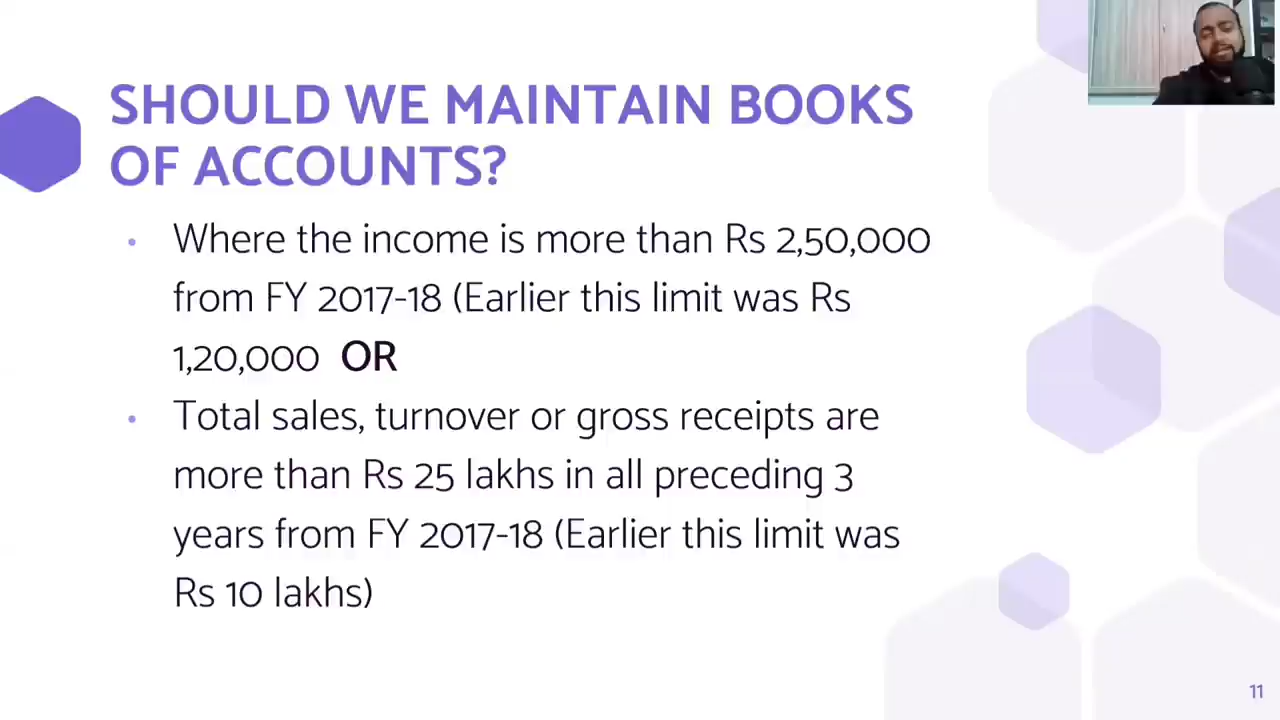 SHOULD WE MAINTAIN BOOKS
OF ACCOUNTS?
• Where the income is more than Rs 2,50,000
from FY 2017-18 (Earlier this limit was Rs
1,20,000 OR
• Total sales, turnover or gross receipts are
more than Rs 25 lakhs in all preceding 3
years from FY 2017-18 (Earlier this limit was
Rs 10 lakhs)
11